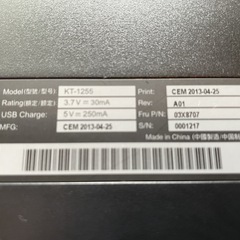 Model(型號/型号): KT-1255
Rating(額定/额定): 3.7V ⎓ 30mA
USB Charge: 5V ⎓ 250mA
MFG: CEM 2013-04-25
Print: CEM 2013-04-25
Rev.: A01
Fru P/N: 03X8707
S/N: 0001217
Made in China (中國製造/中国制造)